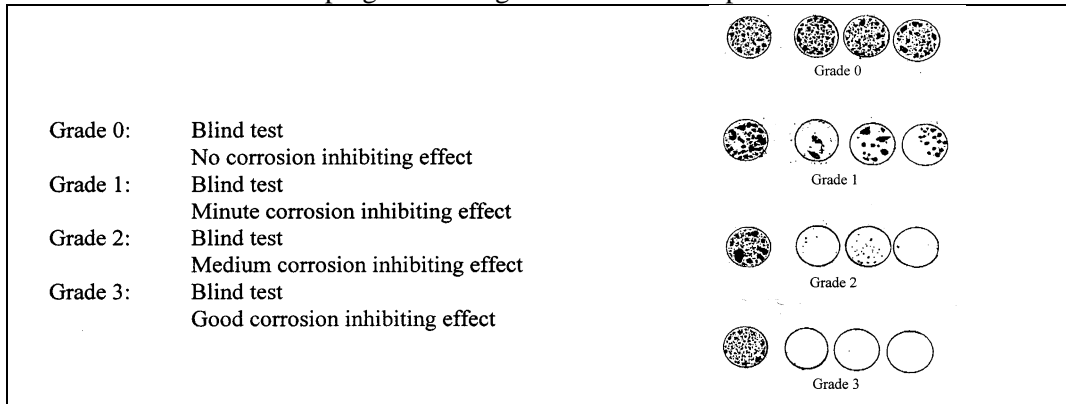 Grade 0: Blind test
No corrosion inhibiting effect
Grade 1: Blind test
Minute corrosion inhibiting effect
Grade 2: Blind test
Medium corrosion inhibiting effect
Grade 3: Blind test
Good corrosion inhibiting effect
Grade 0
Grade 1
Grade 2
Grade 3